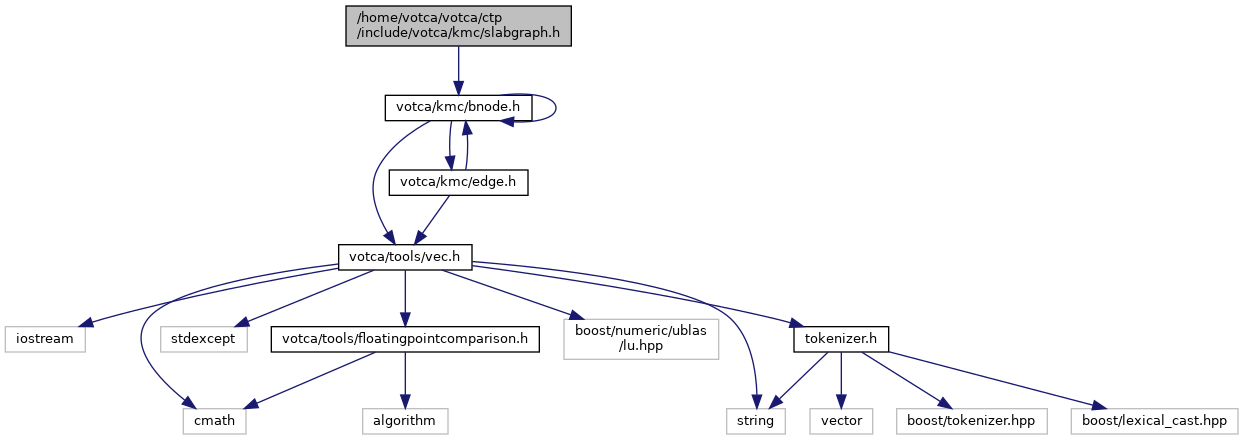 /home/votca/votca/ctp
/include/votca/kmc/slabgraph.h
votca/kmc/bnode.h
votca/kmc/edge.h
votca/tools/vec.h
iostream
stdexcept
votca/tools/floatingpointcomparison.h
boost/numeric/ublas
/lu.hpp
tokenizer.h
cmath
algorithm
string
vector
boost/tokenizer.hpp
boost/lexical_cast.hpp